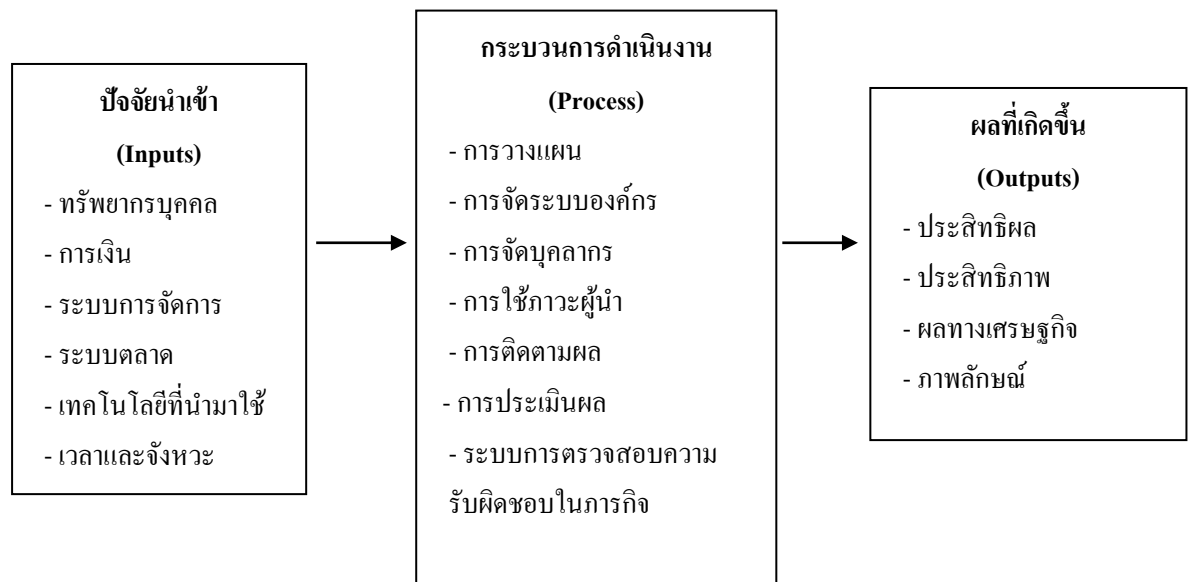 ปัจจัยนำเข้า
(Inputs)
- ทรัพยากรบุคคล
- การเงิน
- ระบบการจัดการ
- ระบบตลาด
- เทคโนโลยีที่นำมาใช้
- เวลาและจังหวะ
กระบวนการดำเนินงาน
(Process)
- การวางแผน
- การจัดระบบองค์กร
- การจัดบุคลากร
- การใช้ภาวะผู้นำ
- การติดตามผล
- การประเมินผล
- ระบบการตรวจสอบความ
รับผิดชอบในภารกิจ
ผลที่เกิดขึ้น
(Outputs)
- ประสิทธิผล
- ประสิทธิภาพ
- ผลทางเศรษฐกิจ
- ภาพลักษณ์